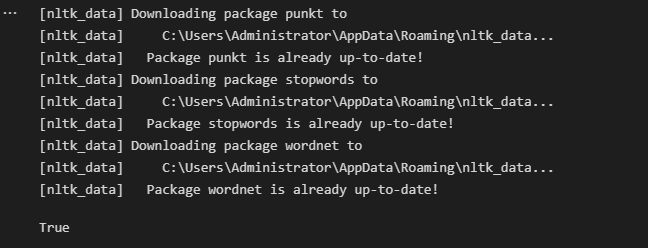 [nltk_data] Downloading package punkt to
[nltk_data]     C:\Users\Administrator\AppData\Roaming\nltk_data...
[nltk_data]   Package punkt is already up-to-date!
[nltk_data] Downloading package stopwords to
[nltk_data]     C:\Users\Administrator\AppData\Roaming\nltk_data...
[nltk_data]   Package stopwords is already up-to-date!
[nltk_data] Downloading package wordnet to
[nltk_data]     C:\Users\Administrator\AppData\Roaming\nltk_data...
[nltk_data]   Package wordnet is already up-to-date!
True